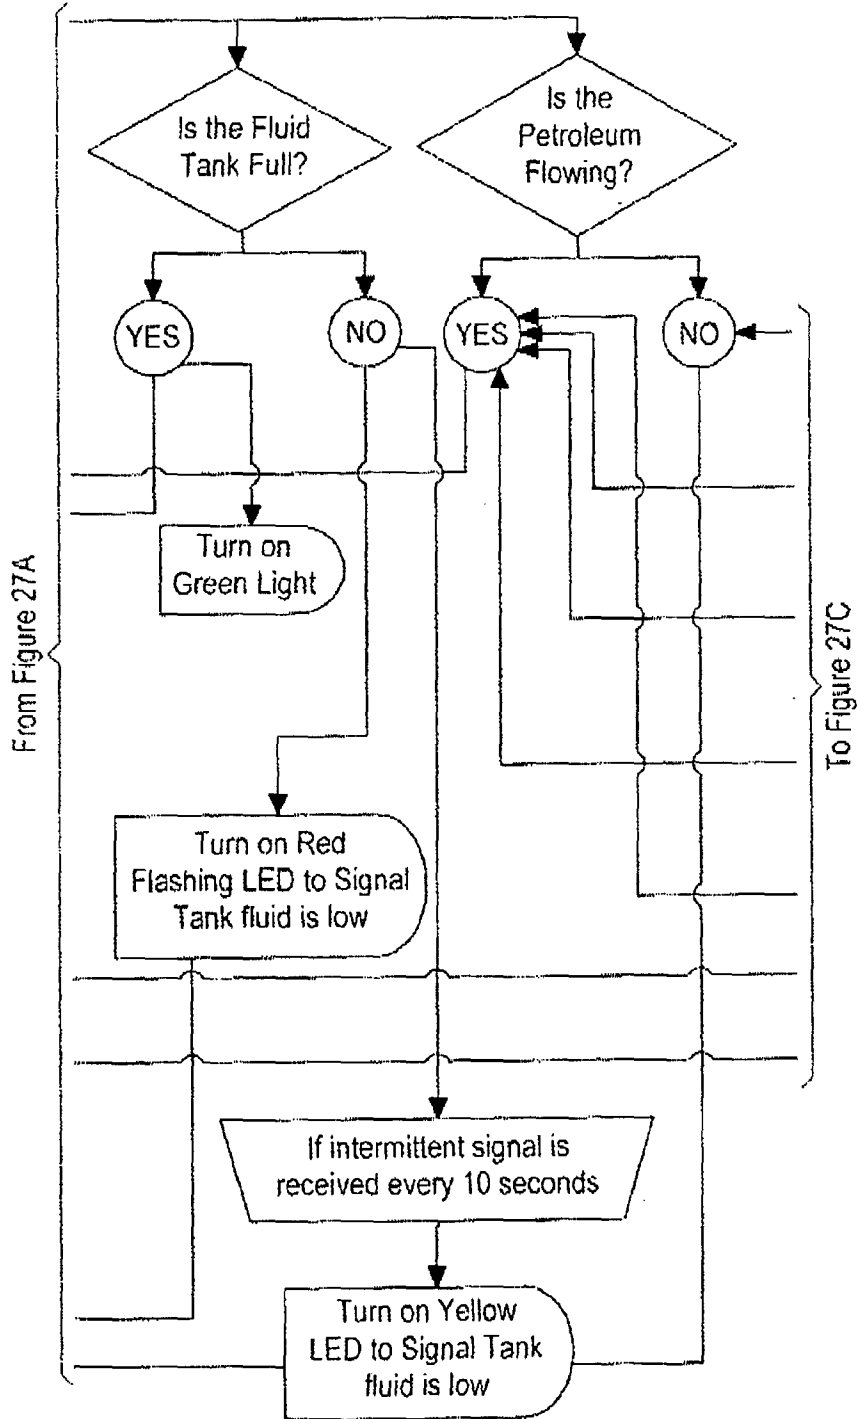 Is the Fluid
Tank Full?
Is the
Petroleum
Flowing?
YES
NO
YES
NO
Turn on
Green Light
From Figure 27A
To Figure 27C
Turn on Red
Flashing LED to Signal
Tank fluid is low
If intermittent signal is
received every 10 seconds
Turn on Yellow
LED to Signal Tank
fluid is low